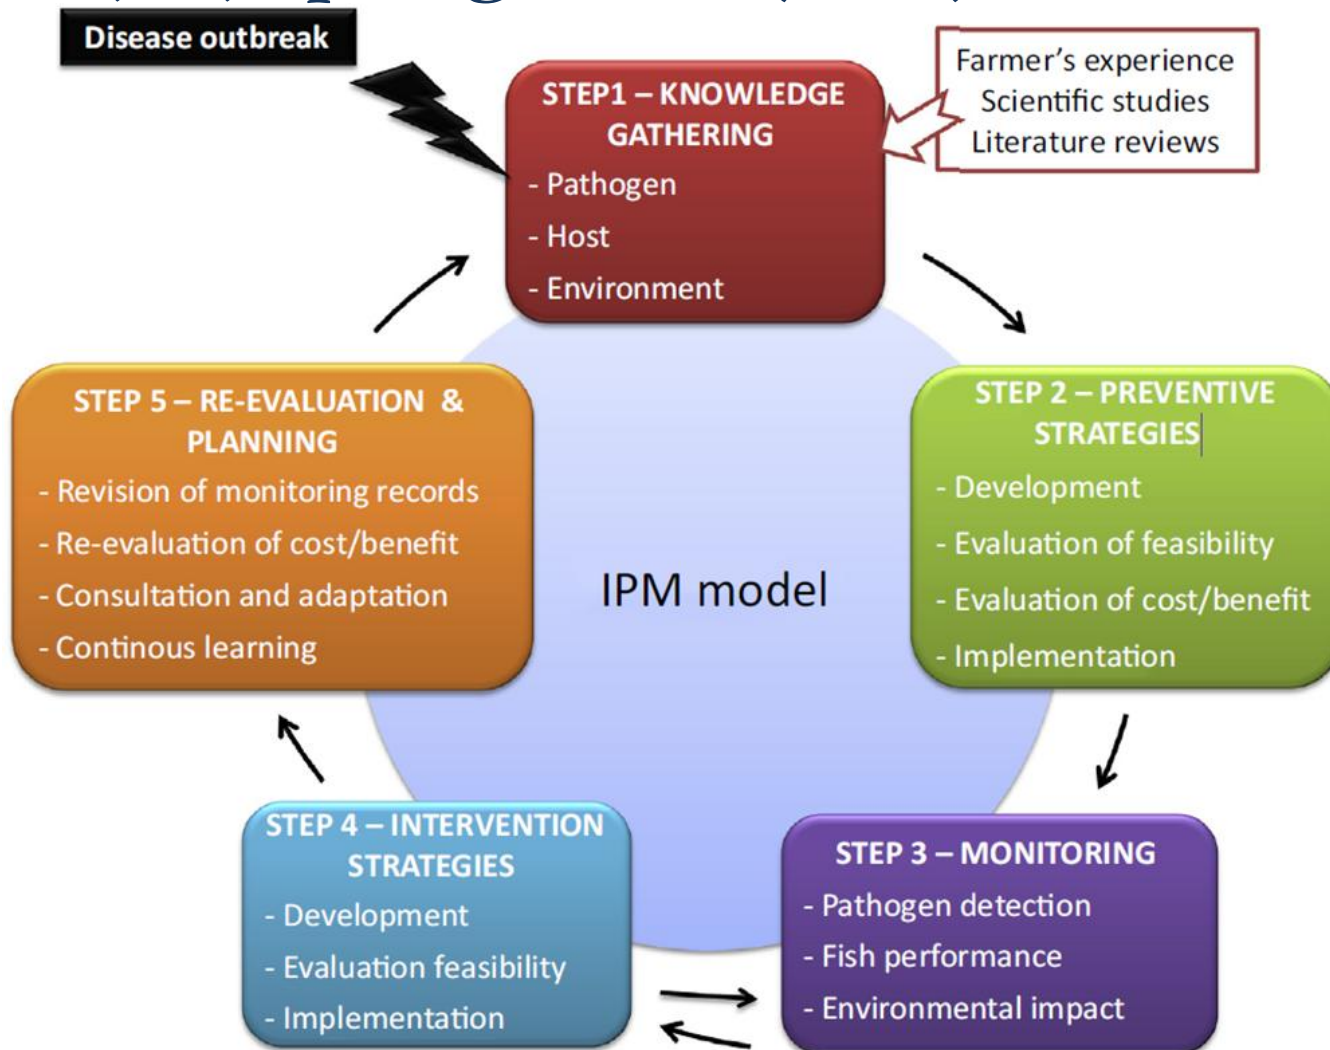 Disease outbreak
Farmer's experience
Scientific studies
Literature reviews
STEP1 – KNOWLEDGE
GATHERING
- Pathogen
- Host
- Environment
STEP 2 – PREVENTIVE
STRATEGIES
- Development
- Evaluation of feasibility
- Evaluation of cost/benefit
- Implementation
STEP 3 – MONITORING
- Pathogen detection
- Fish performance
- Environmental impact
STEP 4 – INTERVENTION
STRATEGIES
- Development
- Evaluation feasibility
- Implementation
STEP 5 – RE-EVALUATION &
PLANNING
- Revision of monitoring records
- Re-evaluation of cost/benefit
- Consultation and adaptation
- Continous learning
IPM model